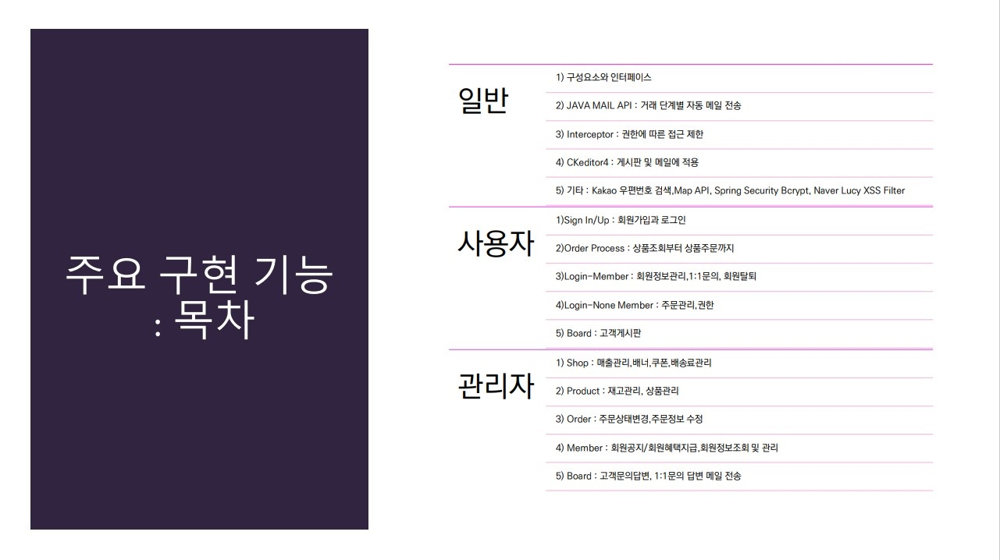 주요 구현 기능
: 목차
일반
1) 구성요소와 인터페이스
2) JAVA MAIL API : 거래 단계별 자동 메일 전송
3) Interceptor : 권한에 따른 접근 제한
4) CKeditor4 : 게시판 및 메일에 적용
5) 기타 : Kakao 우편번호 검색,Map API, Spring Security Bcrypt, Naver Lucy XSS Filter
사용자
1)Sign In/Up : 회원가입과 로그인
2)Order Process : 상품조회부터 상품주문까지
3)Login-Member : 회원정보관리,1:1문의, 회원탈퇴
4)Login-None Member : 주문관리,권한
5) Board : 고객게시판
관리자
1) Shop : 매출관리,배너,쿠폰,배송료관리
2) Product : 재고관리, 상품관리
3) Order : 주문상태변경,주문정보 수정
4) Member : 회원공지/회원혜택지급,회원정보조회 및 관리
5) Board : 고객문의답변, 1:1문의 답변 메일 전송